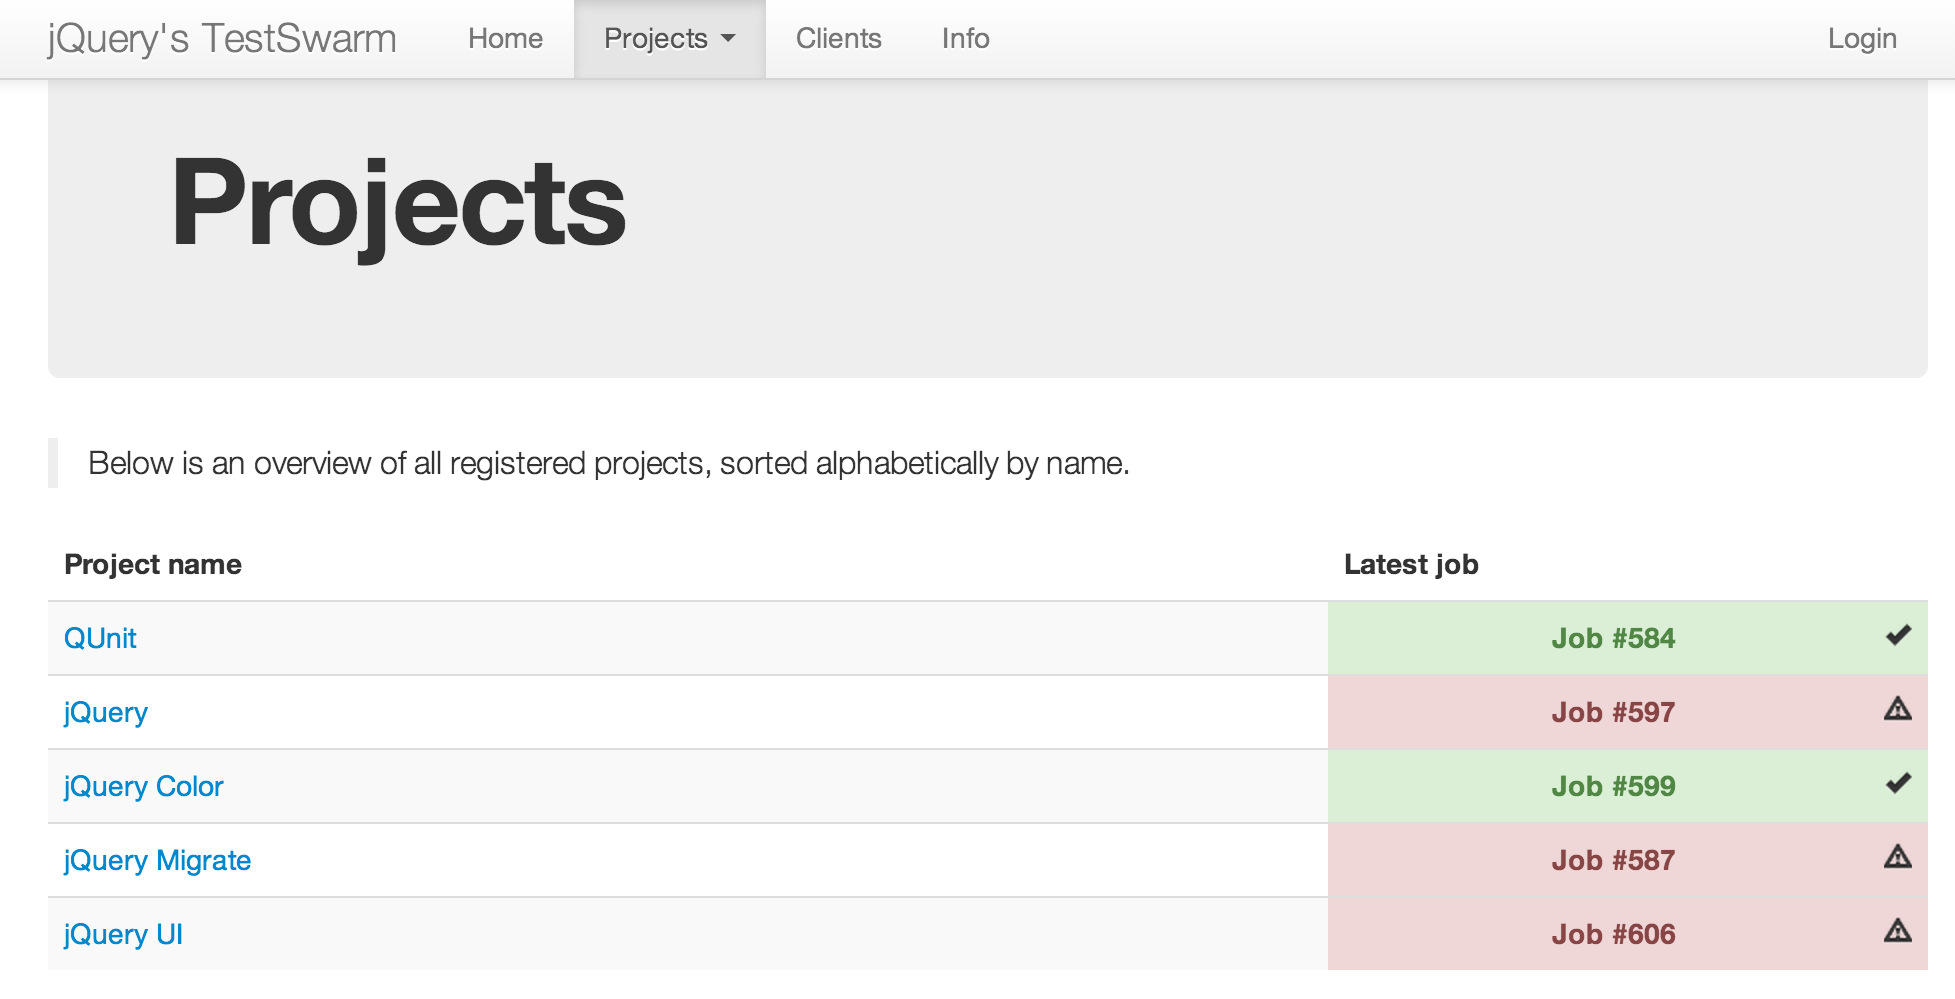 jQuery's TestSwarm Home Projects Clients Info Login
Projects
Below is an overview of all registered projects, sorted alphabetically by name.
Project name Latest job
QUnit Job #584
jQuery Job #597
jQuery Color Job #599
jQuery Migrate Job #587
jQuery UI Job #606